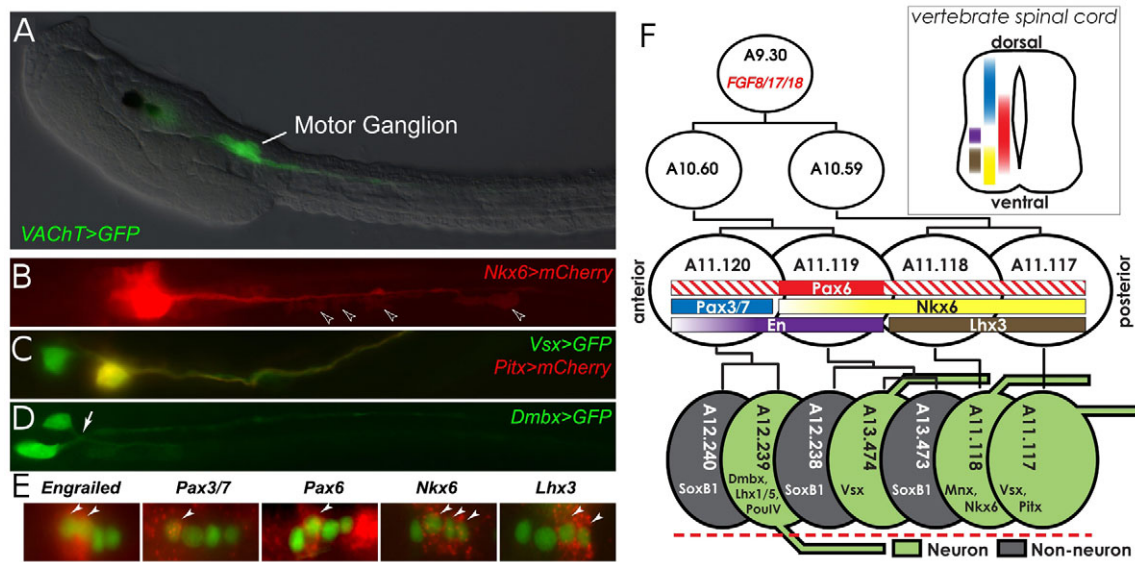 A
Motor Ganglion
VAChT>GFP
B
Nkx6>mCherry
C
Vsx>GFP
Pitx>mCherry
D
Dmbx>GFP
E
Engrailed
Pax3/7
Pax6
Nkx6
Lhx3
F
vertebrate spinal cord
dorsal
ventral
A9.30
FGF8/17/18
A10.60
A10.59
anterior
A11.120
A11.119
A11.118
A11.117
posterior
Pax6
Pax3/7
Nkx6
En
Lhx3
A12.240
SoxB1
A12.239
Dmbx,
Lhx1/5,
PouIV
A12.238
SoxB1
A13.474
Vsx
A13.473
SoxB1
A11.118
Mnx,
Nkx6
A11.117
Vsx,
Pitx
Neuron
Non-neuron